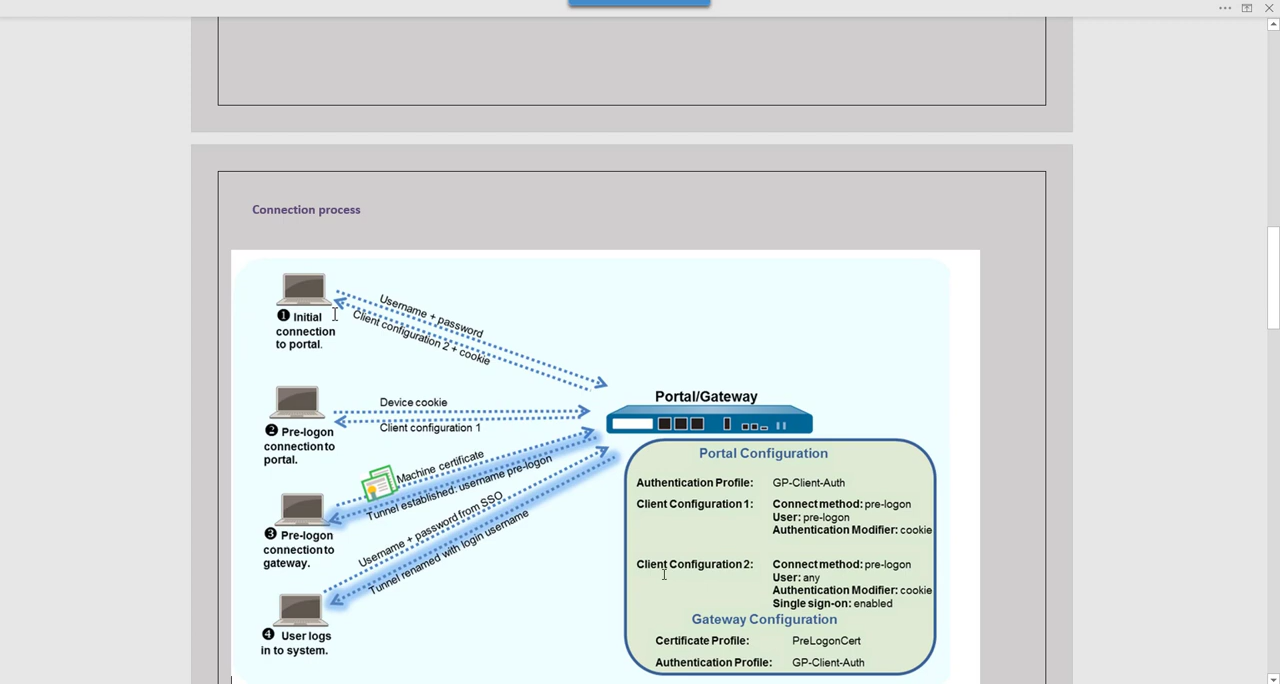 Connection process
Username + password
Client configuration 2 + cookie
❶ Initial
connection
to portal.
Device cookie
Client configuration 1
❷ Pre-logon
connection to
portal.
Machine certificate
Tunnel established: username pre-logon
❸ Pre-logon
connection to
gateway.
Username + password from SSO
Tunnel renamed with login username
❹ User logs
in to system.
Portal/Gateway
Portal Configuration
Authentication Profile: GP-Client-Auth
Client Configuration 1: Connect method: pre-logon
User: pre-logon
Authentication Modifier: cookie
Client Configuration 2: Connect method: pre-logon
User: any
Authentication Modifier: cookie
Single sign-on: enabled
Gateway Configuration
Certificate Profile: PreLogonCert
Authentication Profile: GP-Client-Auth